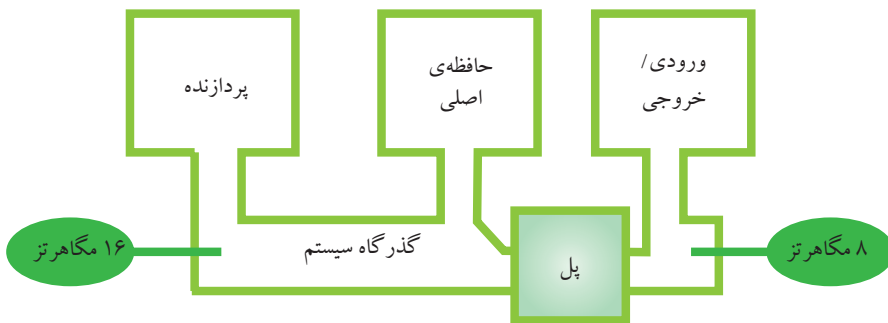 پردازنده
حافظه‌ی
اصلی
ورودی/
خروجی
۱۶ مگاهرتز
گذرگاه سیستم
پل
۸ مگاهرتز